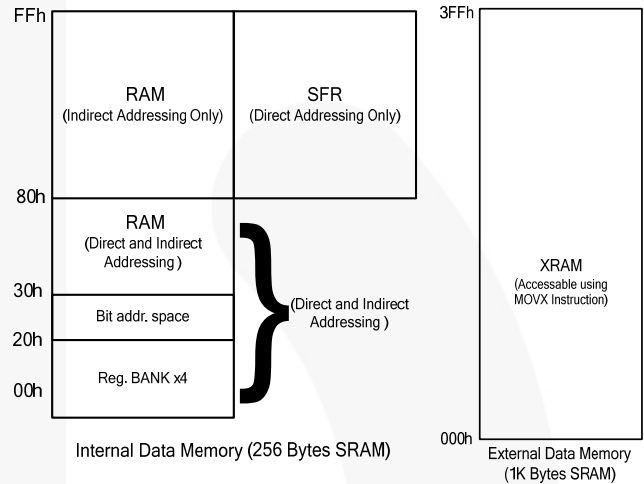 FFh
RAM
(Indirect Addressing Only)
SFR
(Direct Addressing Only)
80h
RAM
(Direct and Indirect
Addressing )
30h
Bit addr. space
20h
Reg. BANK x4
00h
(Direct and Indirect
Addressing )
Internal Data Memory (256 Bytes SRAM)
3FFh
XRAM
(Accessable using
MOVX Instruction)
000h
External Data Memory
(1K Bytes SRAM)